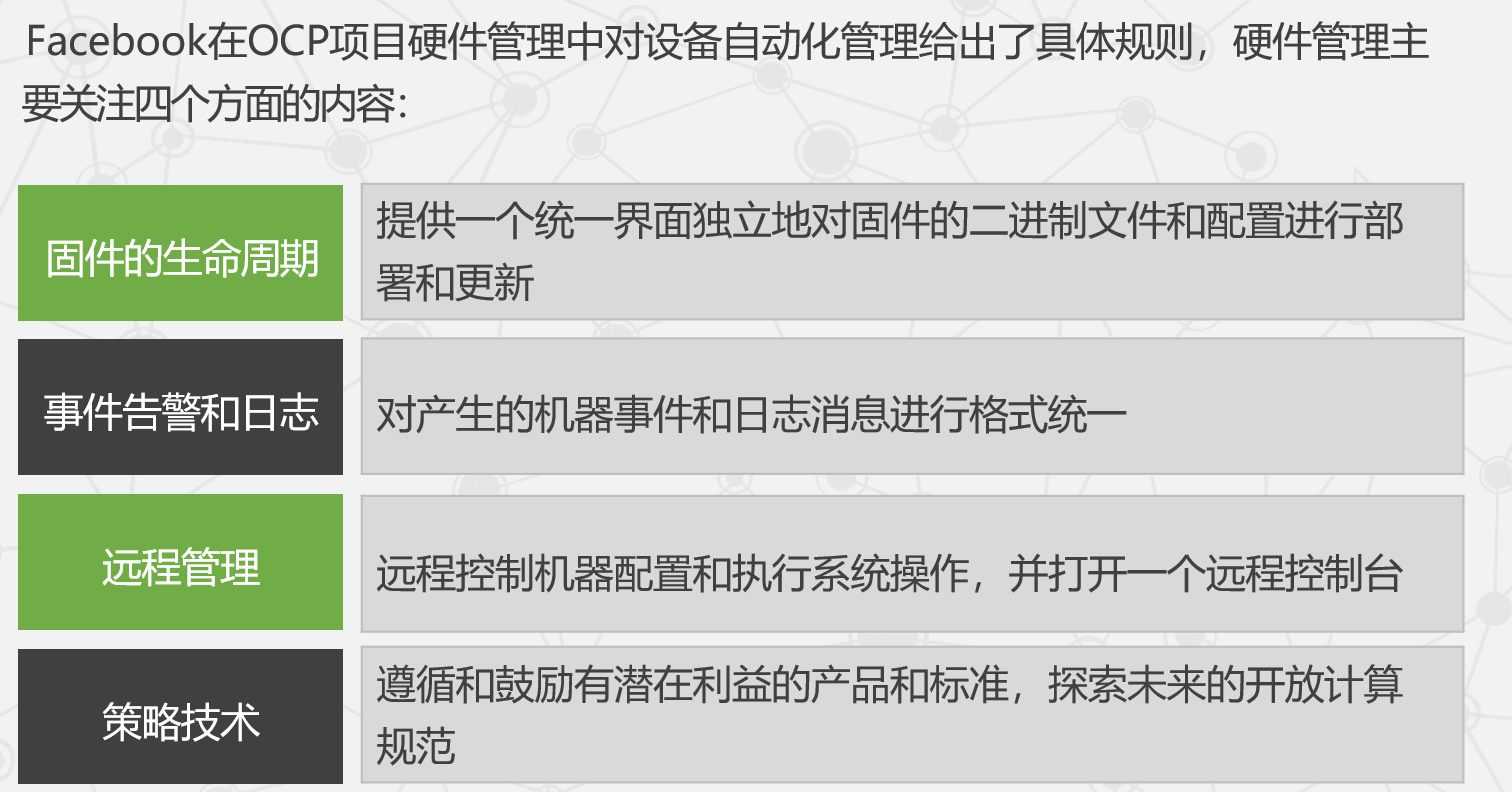 Facebook在OCP项目硬件管理中对设备自动化管理给出了具体规则，硬件管理主
要关注四个方面的内容：
固件的生命周期
提供一个统一界面独立地对固件的二进制文件和配置进行部
署和更新
事件告警和日志
对产生的机器事件和日志消息进行格式统一
远程管理
远程控制机器配置和执行系统操作，并打开一个远程控制台
策略技术
遵循和鼓励有潜在利益的产品和标准，探索未来的开放计算
规范